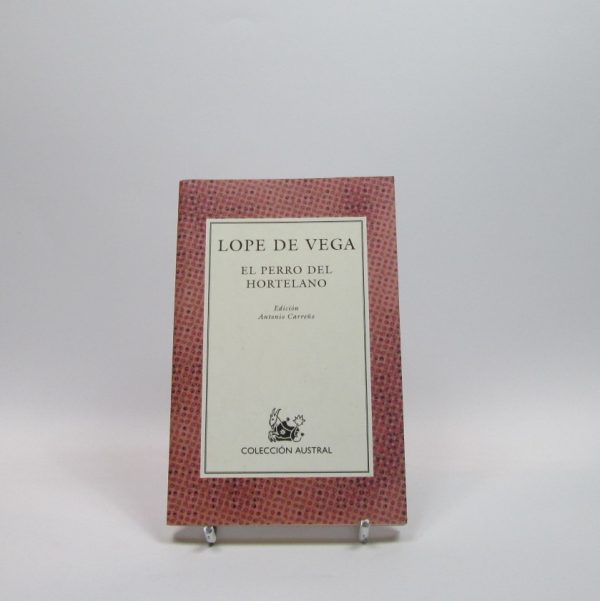 LOPE DE VEGA
EL PERRO DEL
HORTELANO
Edición
Antonio Carreño
COLECCIÓN AUSTRAL